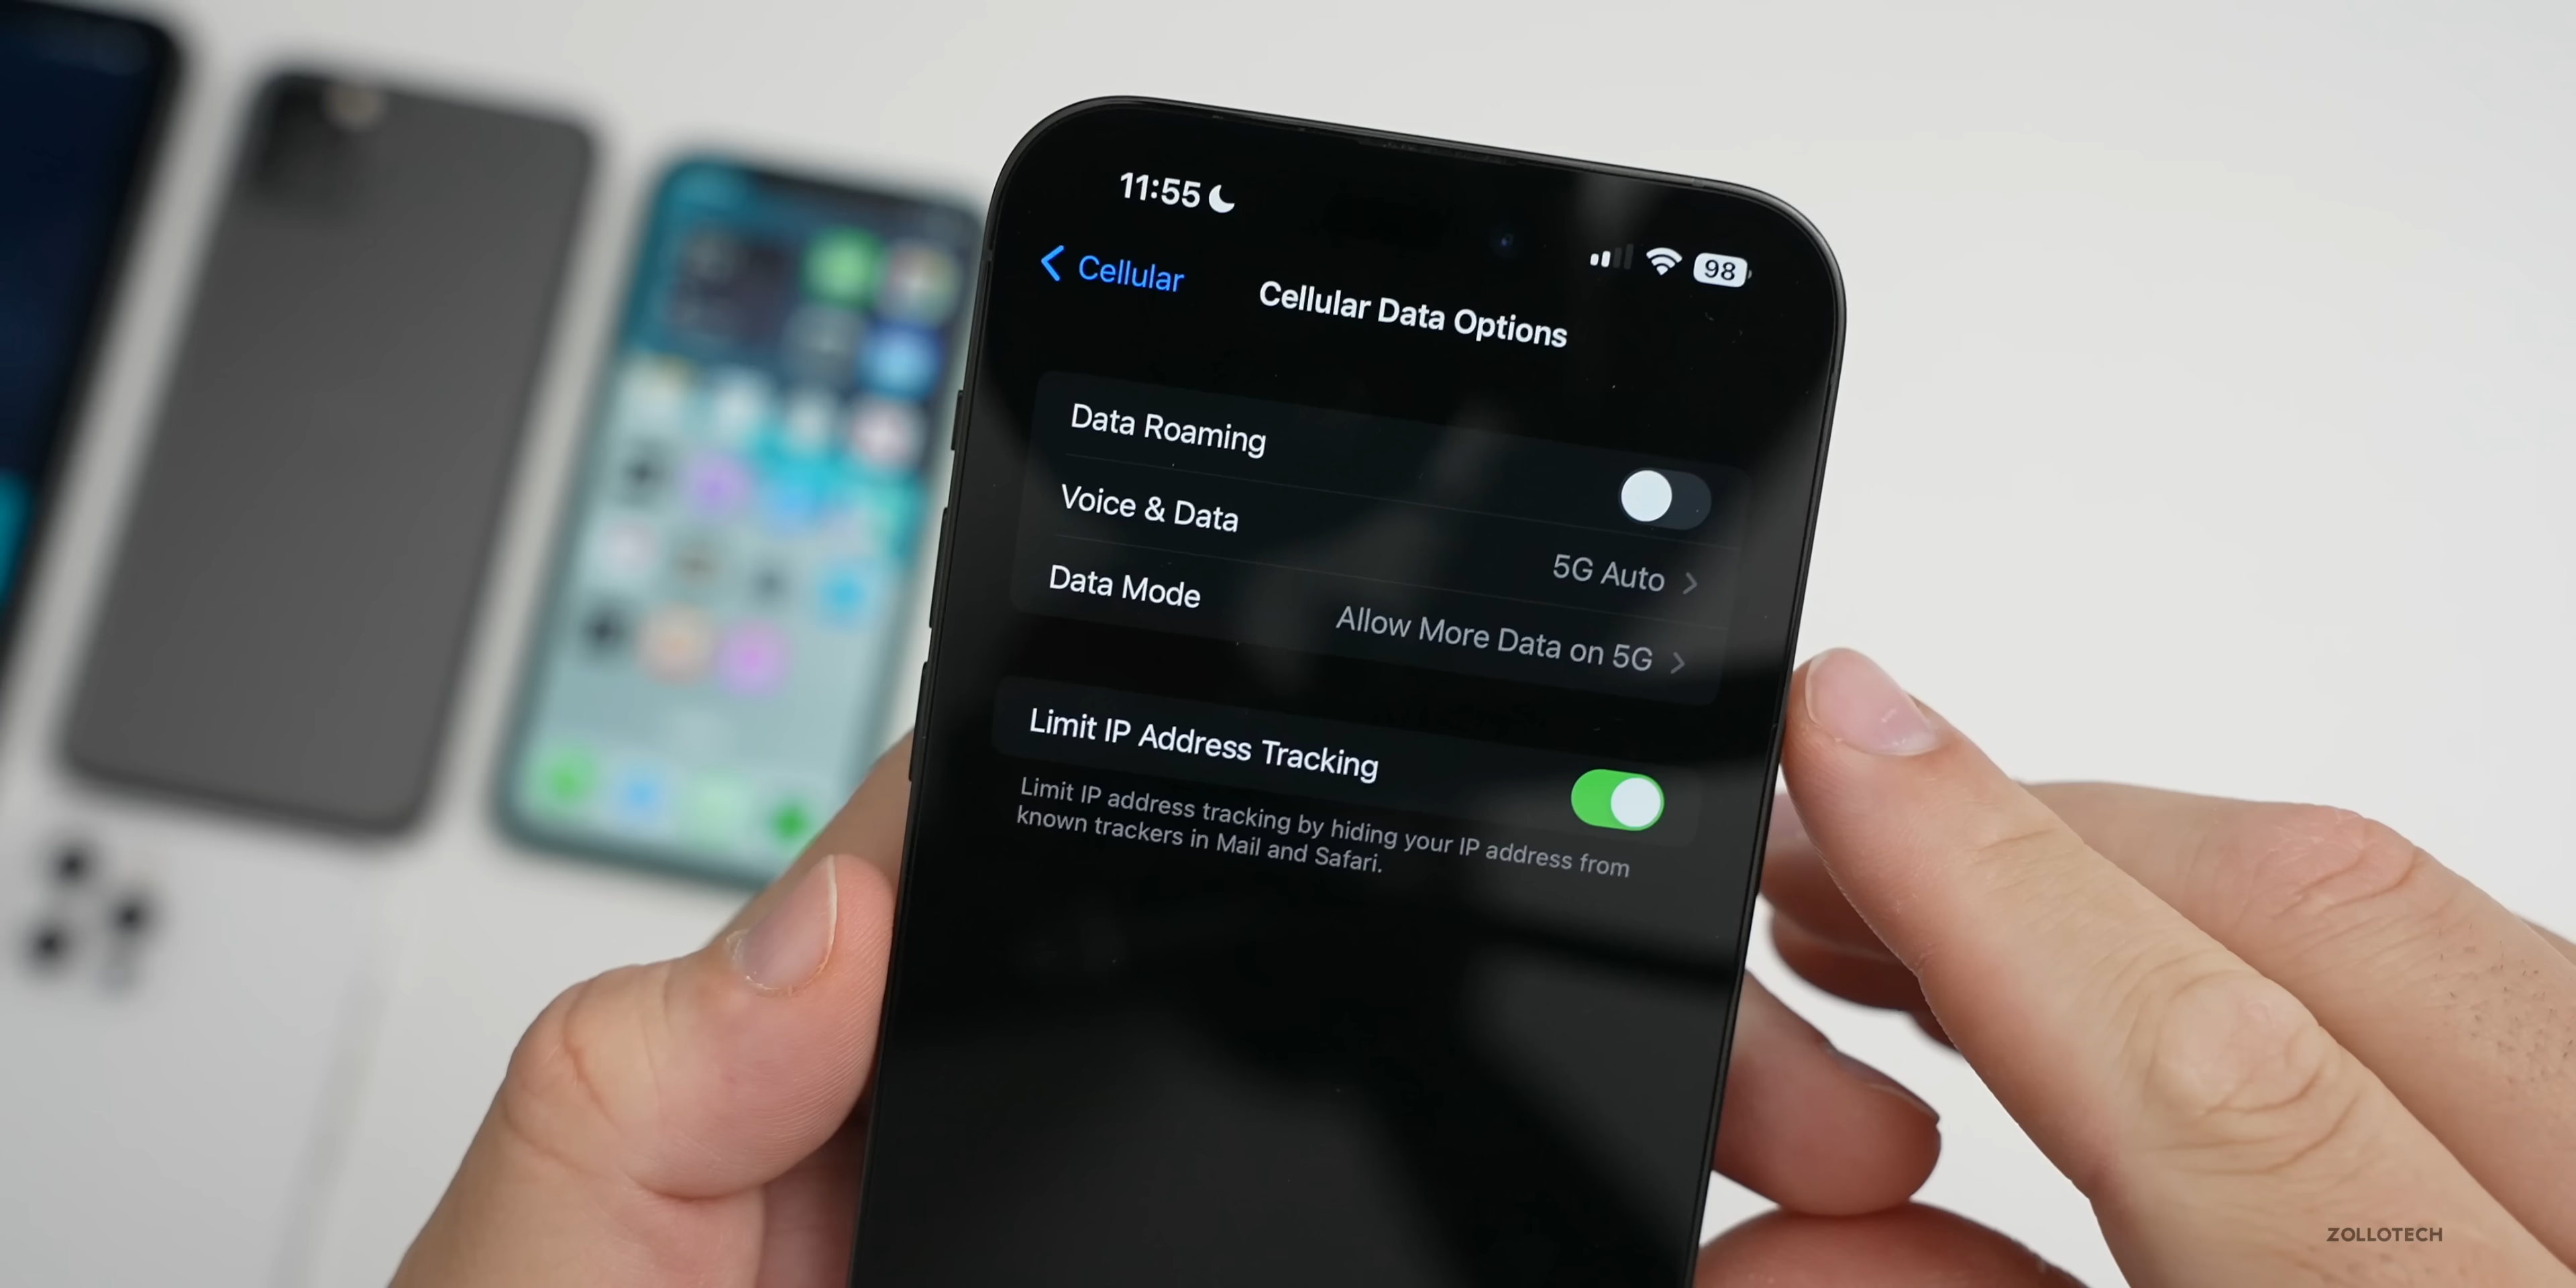 11:55
98
Cellular
Cellular Data Options
Data Roaming
Voice & Data
5G Auto
Data Mode
Allow More Data on 5G
Limit IP Address Tracking
Limit IP address tracking by hiding your IP address from
known trackers in Mail and Safari.
ZOLLOTECH